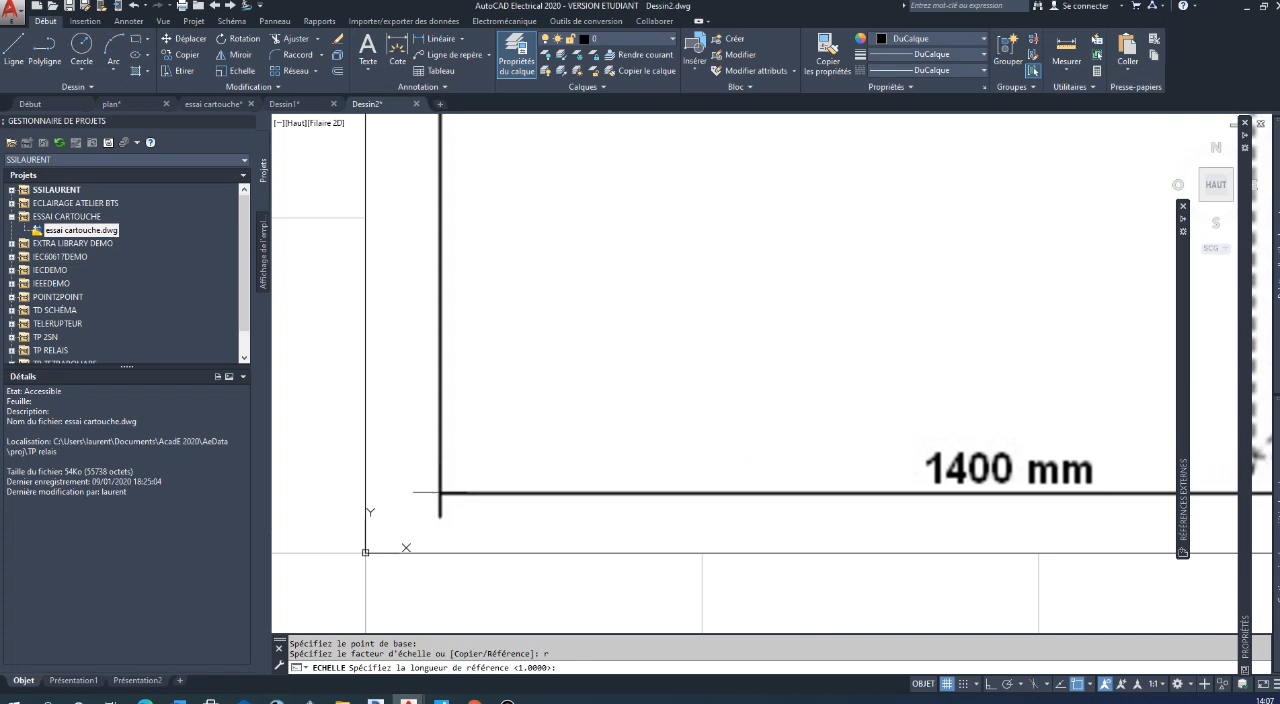 AutoCAD Electrical 2020 - VERSION ETUDIANT Dessin2.dwg
Entrez mot-clé ou expression
Se connecter
Début Insertion Annoter Vue Projet Schéma Panneau Rapports Importer/exporter des données Electromécanique Outils de conversion Collaborer
Ligne Polyligne Cercle Arc
Dessin
Déplacer Rotation Ajuster
Copier Miroir Raccord
Etirer Echelle Réseau
Modification
Texte Cote
Linéaire
Ligne de repère
Tableau
Annotation
Propriétés du calque
0
Rendre courant
Copier le calque
Calques
Insérer
Créer
Modifier
Modifier attributs
Bloc
Copier les propriétés
DuCalque
DuCalque
DuCalque
Propriétés
Grouper
Groupes
Mesurer
Utilitaires
Coller
Presse-papiers
Début plan* essai cartouche* Dessin1* Dessin2*
GESTIONNAIRE DE PROJETS
SSILAURENT
Projets
SSILAURENT
ECLAIRAGE ATELIER BTS
ESSAI CARTOUCHE
essai cartouche.dwg
EXTRA LIBRARY DEMO
IEC60617DEMO
IECDEMO
IEEEDEMO
POINT2POINT
TD SCHÉMA
TELERUPTEUR
TP 2SN
TP RELAIS
Projets
Affichage de l'empl...
Détails
Etat: Accessible
Feuille:
Description:
Nom du fichier: essai cartouche.dwg
Localisation: C:\Users\laurent\Documents\AcadE 2020\AeData
\proj\TP relais
Taille du fichier: 54Ko (55738 octets)
Dernier enregistrement: 09/01/2020 18:25:04
Dernière modification par: laurent
[−][Haut][Filaire 2D]
N
O
HAUT
S
SCG
1400 mm
Y
X
RÉFÉRENCES EXTERNES
PROPRIÉTÉS
Spécifiez le point de base:
Spécifiez le facteur d'échelle ou [Copier/Référence]: r
ECHELLE Spécifiez la longueur de référence <1.0000>:
Objet Présentation1 Présentation2 +
OBJET
1:1
14:07